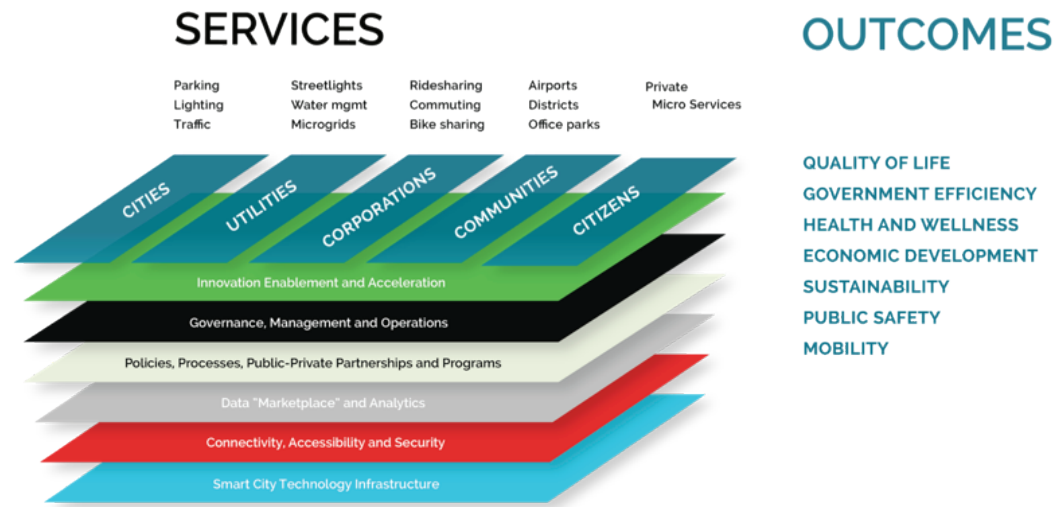 SERVICES
OUTCOMES
Parking
Lighting
Traffic
Streetlights
Water mgmt
Microgrids
Ridesharing
Commuting
Bike sharing
Airports
Districts
Office parks
Private
Micro Services
CITIES
UTILITIES
CORPORATIONS
COMMUNITIES
CITIZENS
Innovation Enablement and Acceleration
Governance, Management and Operations
Policies, Processes, Public-Private Partnerships and Programs
Data "Marketplace" and Analytics
Connectivity, Accessibility and Security
Smart City Technology Infrastructure
QUALITY OF LIFE
GOVERNMENT EFFICIENCY
HEALTH AND WELLNESS
ECONOMIC DEVELOPMENT
SUSTAINABILITY
PUBLIC SAFETY
MOBILITY